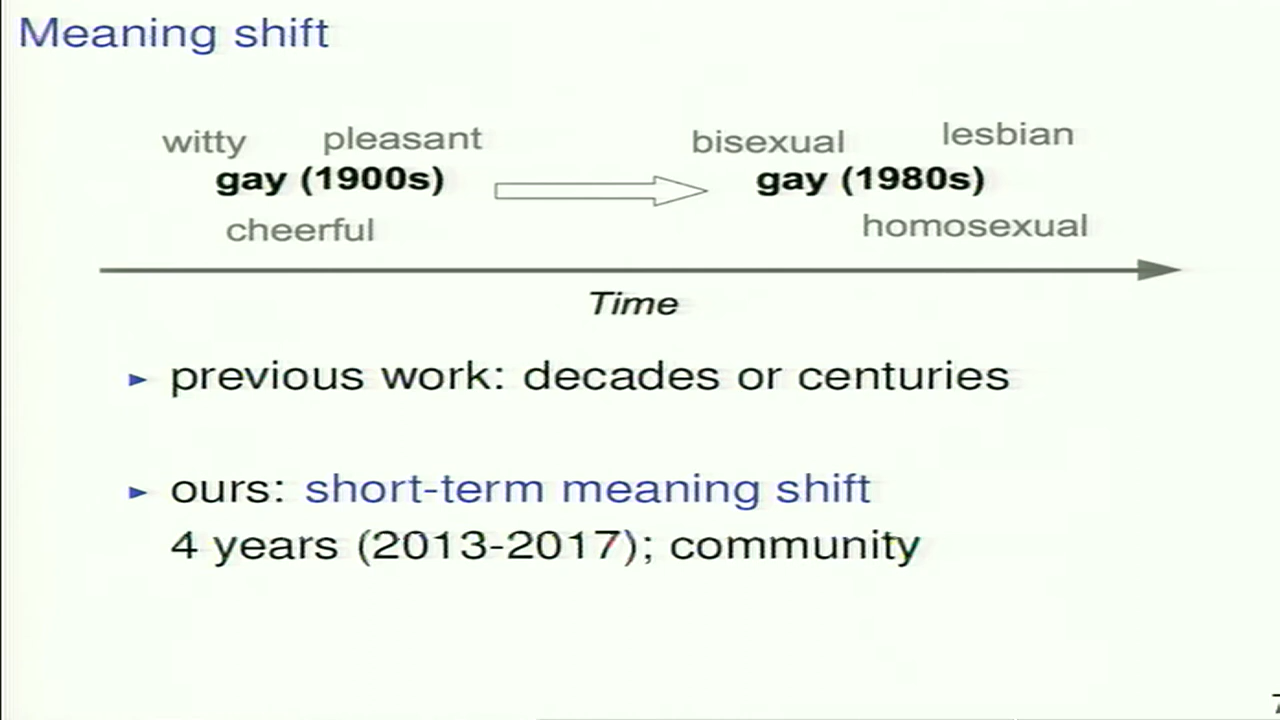 Meaning shift
witty pleasant bisexual lesbian
gay (1900s) gay (1980s)
cheerful homosexual
Time
► previous work: decades or centuries
► ours: short-term meaning shift
4 years (2013-2017); community
7